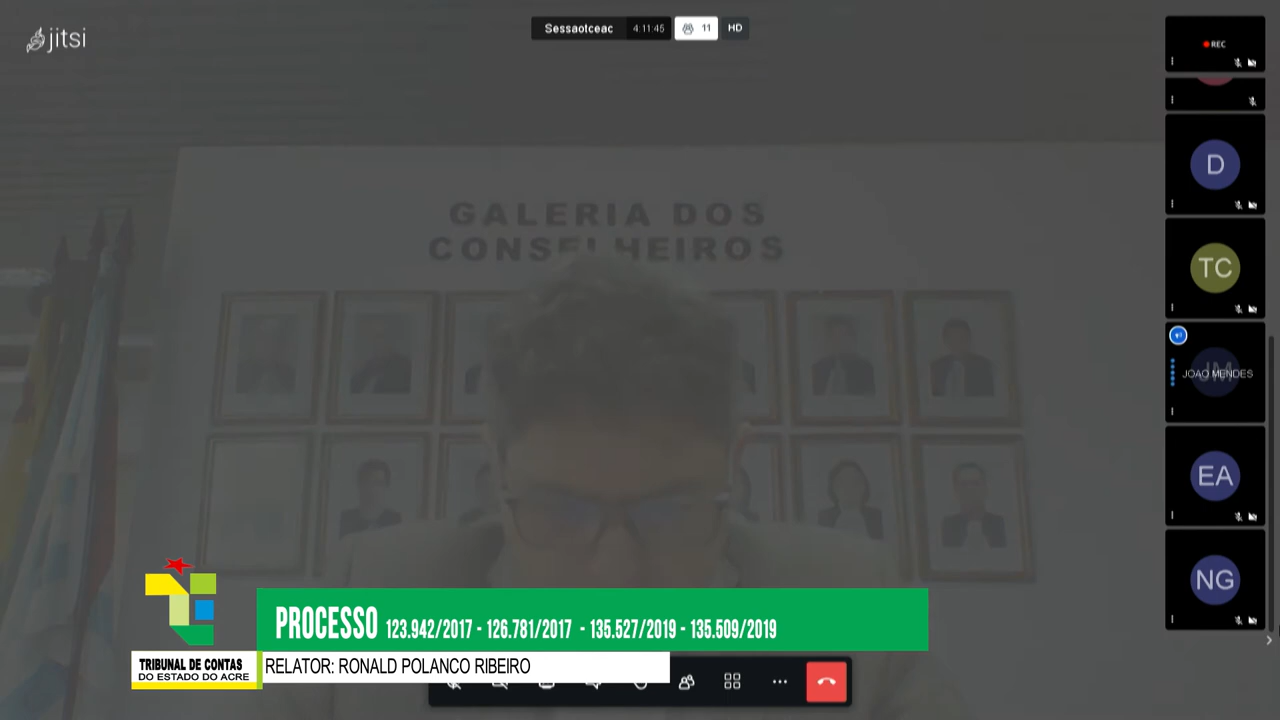 jitsi
Sessaotceac 4:11:45 11 HD
REC
D
TC
JM
JOAO MENDES
EA
NG
GALERIA DOS
CONSELHEIROS
PROCESSO 123.942/2017 - 126.781/2017 - 135.527/2019 - 135.509/2019
TRIBUNAL DE CONTAS
DO ESTADO DO ACRE
RELATOR: RONALD POLANCO RIBEIRO